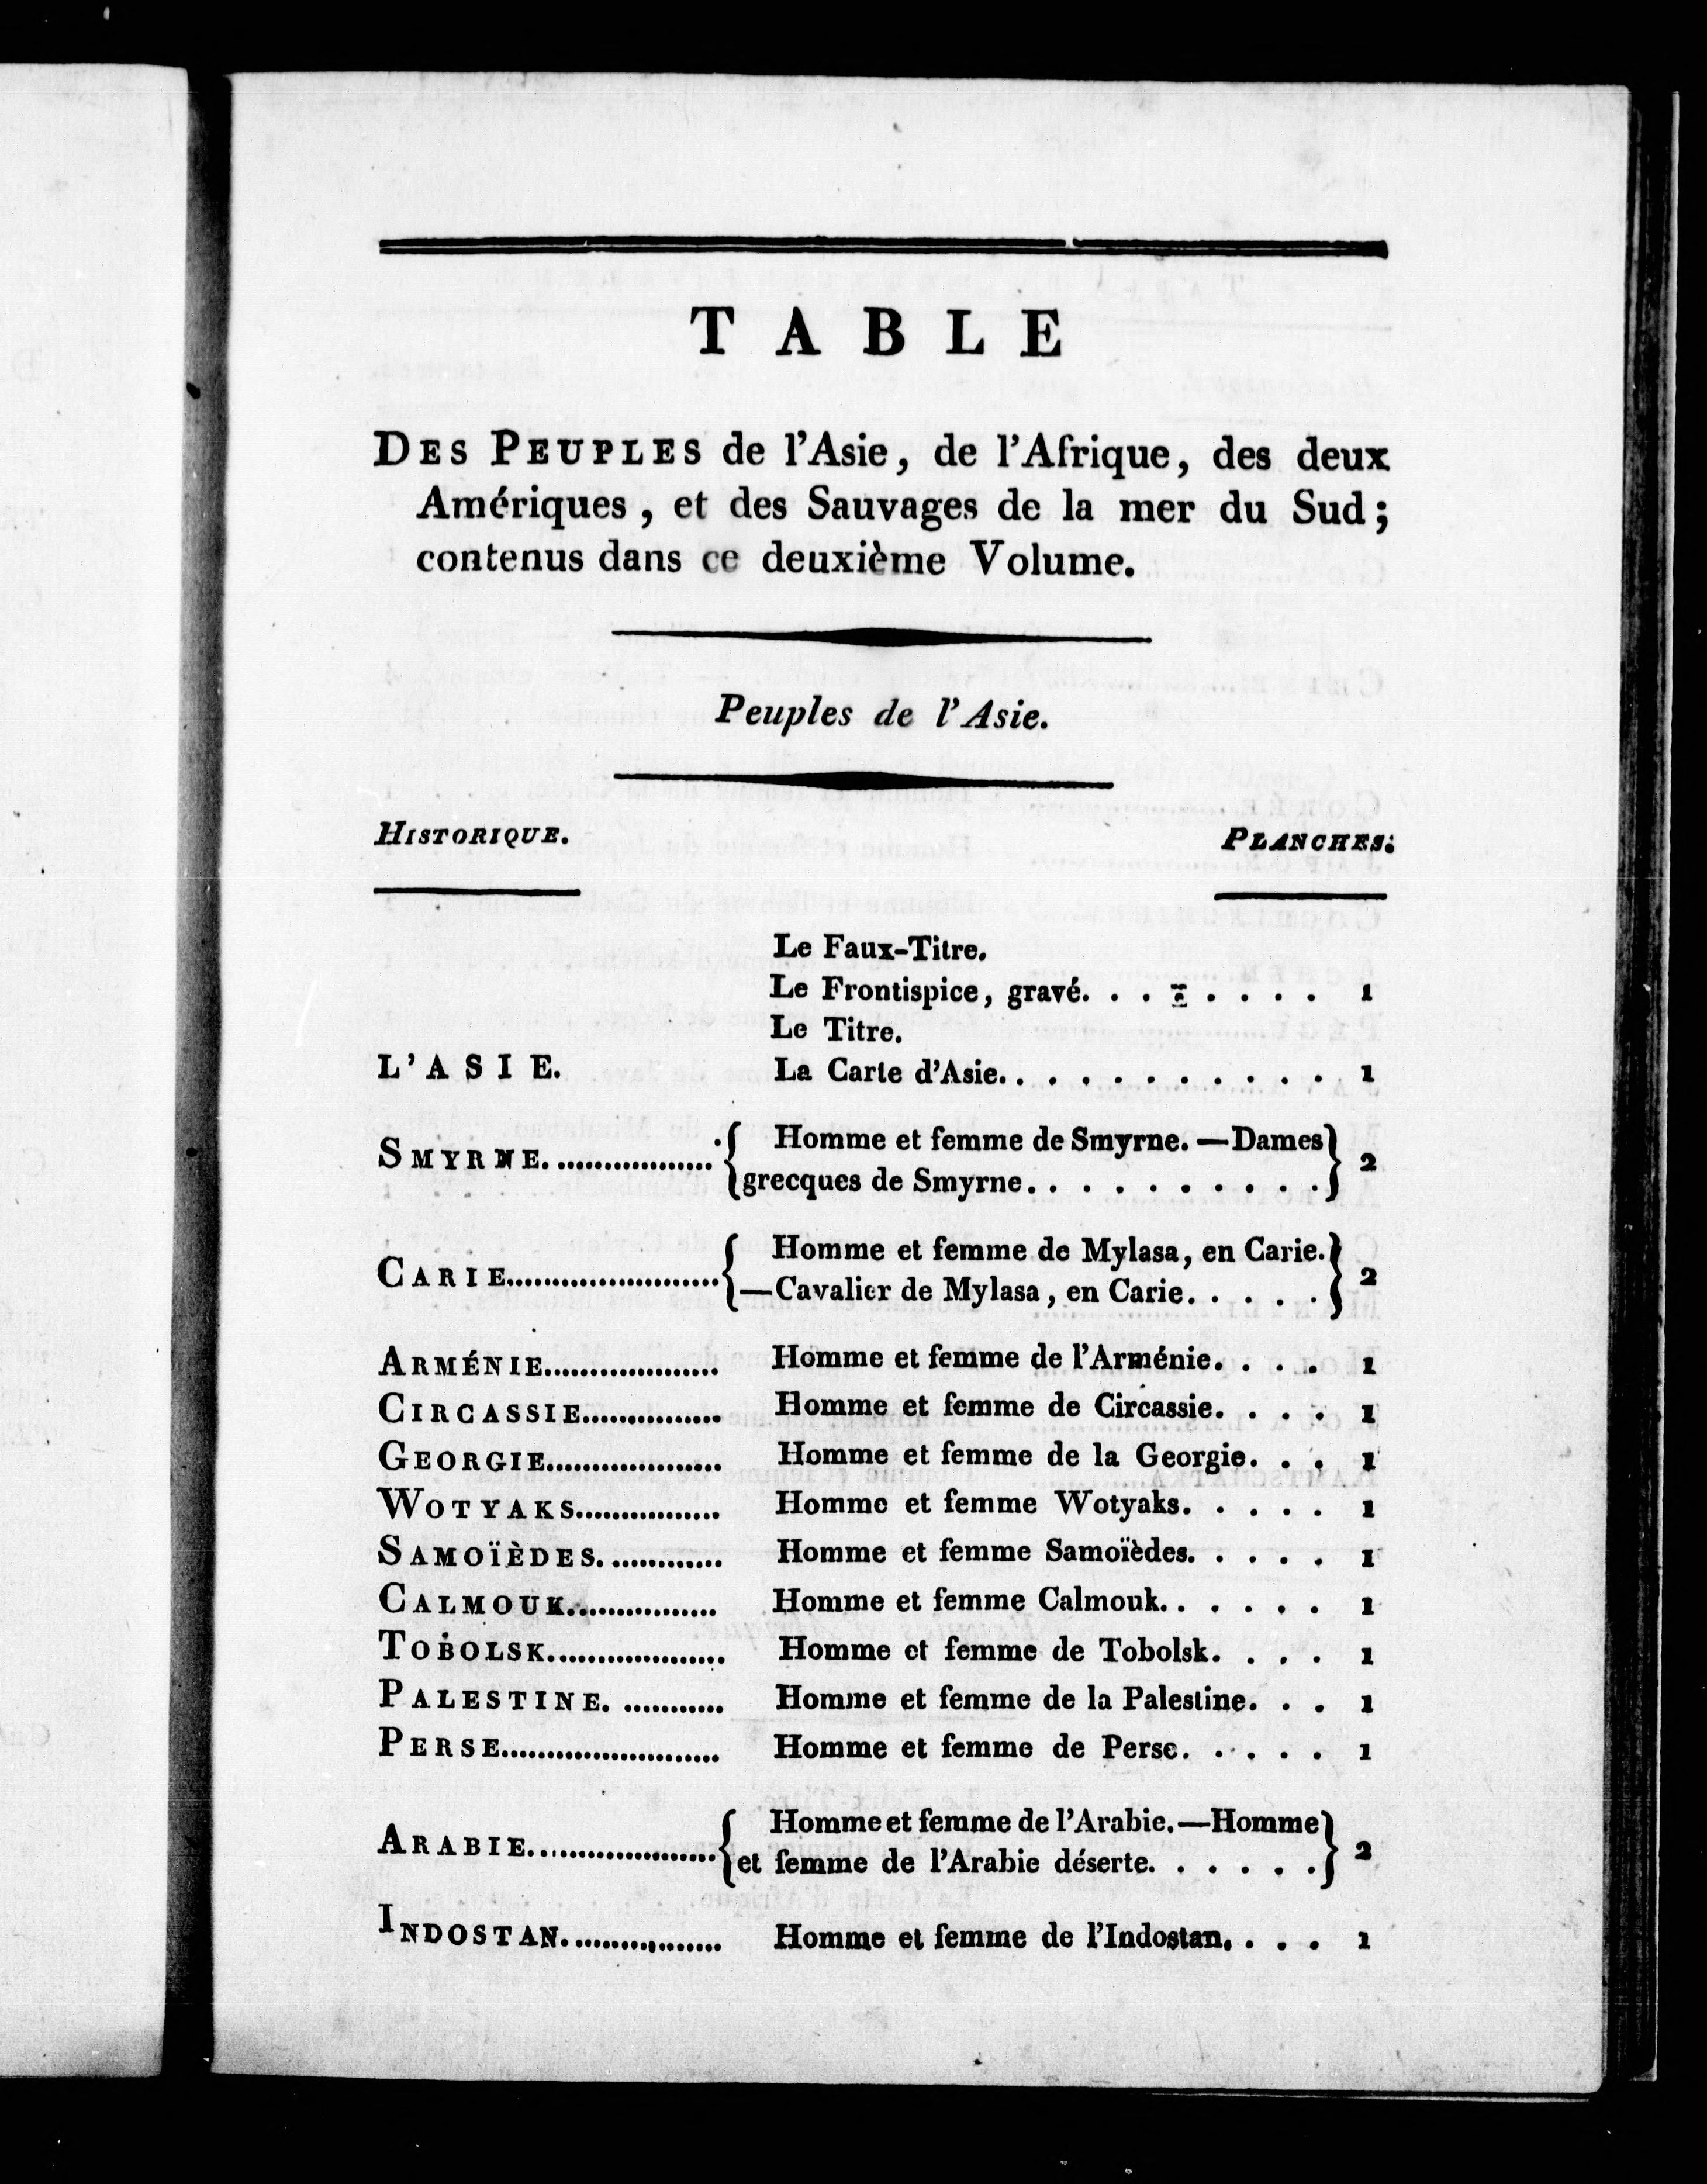 TABLE
DES PEUPLES de l'Asie, de l'Afrique, des deux
Amériques, et des Sauvages de la mer du Sud;
contenus dans ce deuxième Volume.
Peuples de l'Asie.
HISTORIQUE. PLANCHES.
Le Faux-Titre.
Le Frontispice, gravé. . . . . . . . 1
Le Titre.
L'ASIE. La Carte d'Asie. . . . . . . . . . . 1
SMYRNE. .................. { Homme et femme de Smyrne. — Dames } 2
grecques de Smyrne. . . . . . . . . .
CARIE........................ { Homme et femme de Mylasa, en Carie. } 2
—Cavalier de Mylasa, en Carie. . . . .
ARMÉNIE.................... Homme et femme de l'Arménie. . . . 1
CIRCASSIE................ Homme et femme de Circassie. . . . 1
GEORGIE.................... Homme et femme de la Georgie. . . 1
WOTYAKS................ Homme et femme Wotyaks. . . . . 1
SAMOÏÈDES. ............. Homme et femme Samoïèdes. . . . . 1
CALMOUK................. Homme et femme Calmouk. . . . . . 1
TOBOLSK.................... Homme et femme de Tobolsk. . . . 1
PALESTINE. ........... Homme et femme de la Palestine. . . 1
PERSE......................... Homme et femme de Perse. . . . . 1
ARABIE...................... { Homme et femme de l'Arabie.—Homme } 2
et femme de l'Arabie déserte. . . . . .
INDOSTAN. ................ Homme et femme de l'Indostan. . . . 1